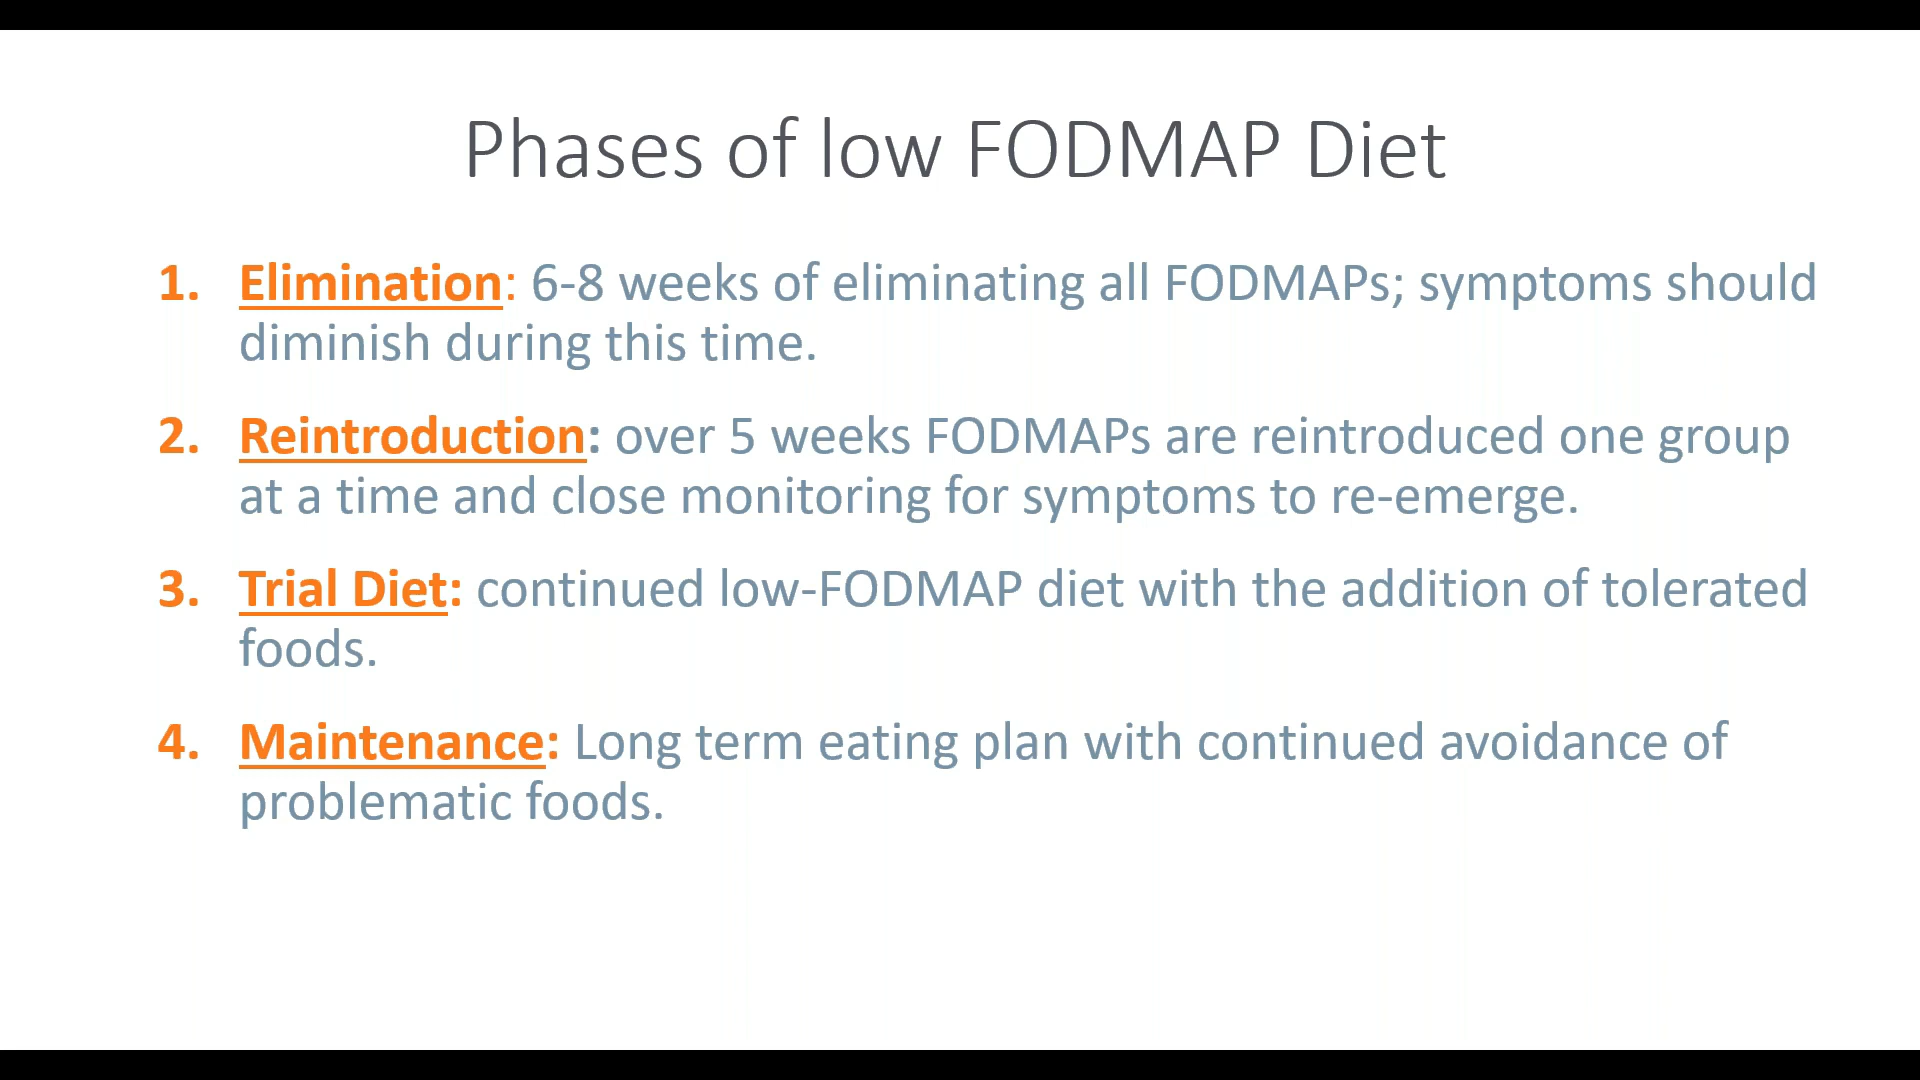 Phases of low FODMAP Diet
1. Elimination: 6-8 weeks of eliminating all FODMAPs; symptoms should
diminish during this time.
2. Reintroduction: over 5 weeks FODMAPs are reintroduced one group
at a time and close monitoring for symptoms to re-emerge.
3. Trial Diet: continued low-FODMAP diet with the addition of tolerated
foods.
4. Maintenance: Long term eating plan with continued avoidance of
problematic foods.